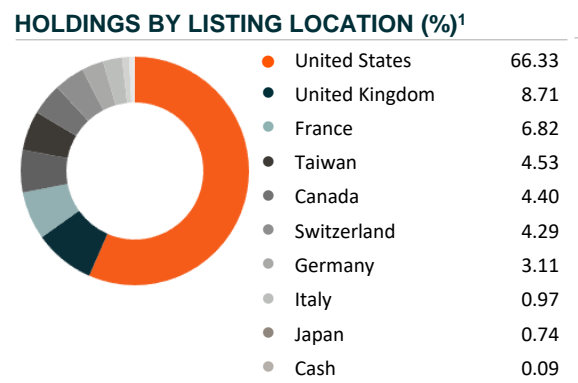 HOLDINGS BY LISTING LOCATION (%)¹
United States 66.33
United Kingdom 8.71
France 6.82
Taiwan 4.53
Canada 4.40
Switzerland 4.29
Germany 3.11
Italy 0.97
Japan 0.74
Cash 0.09